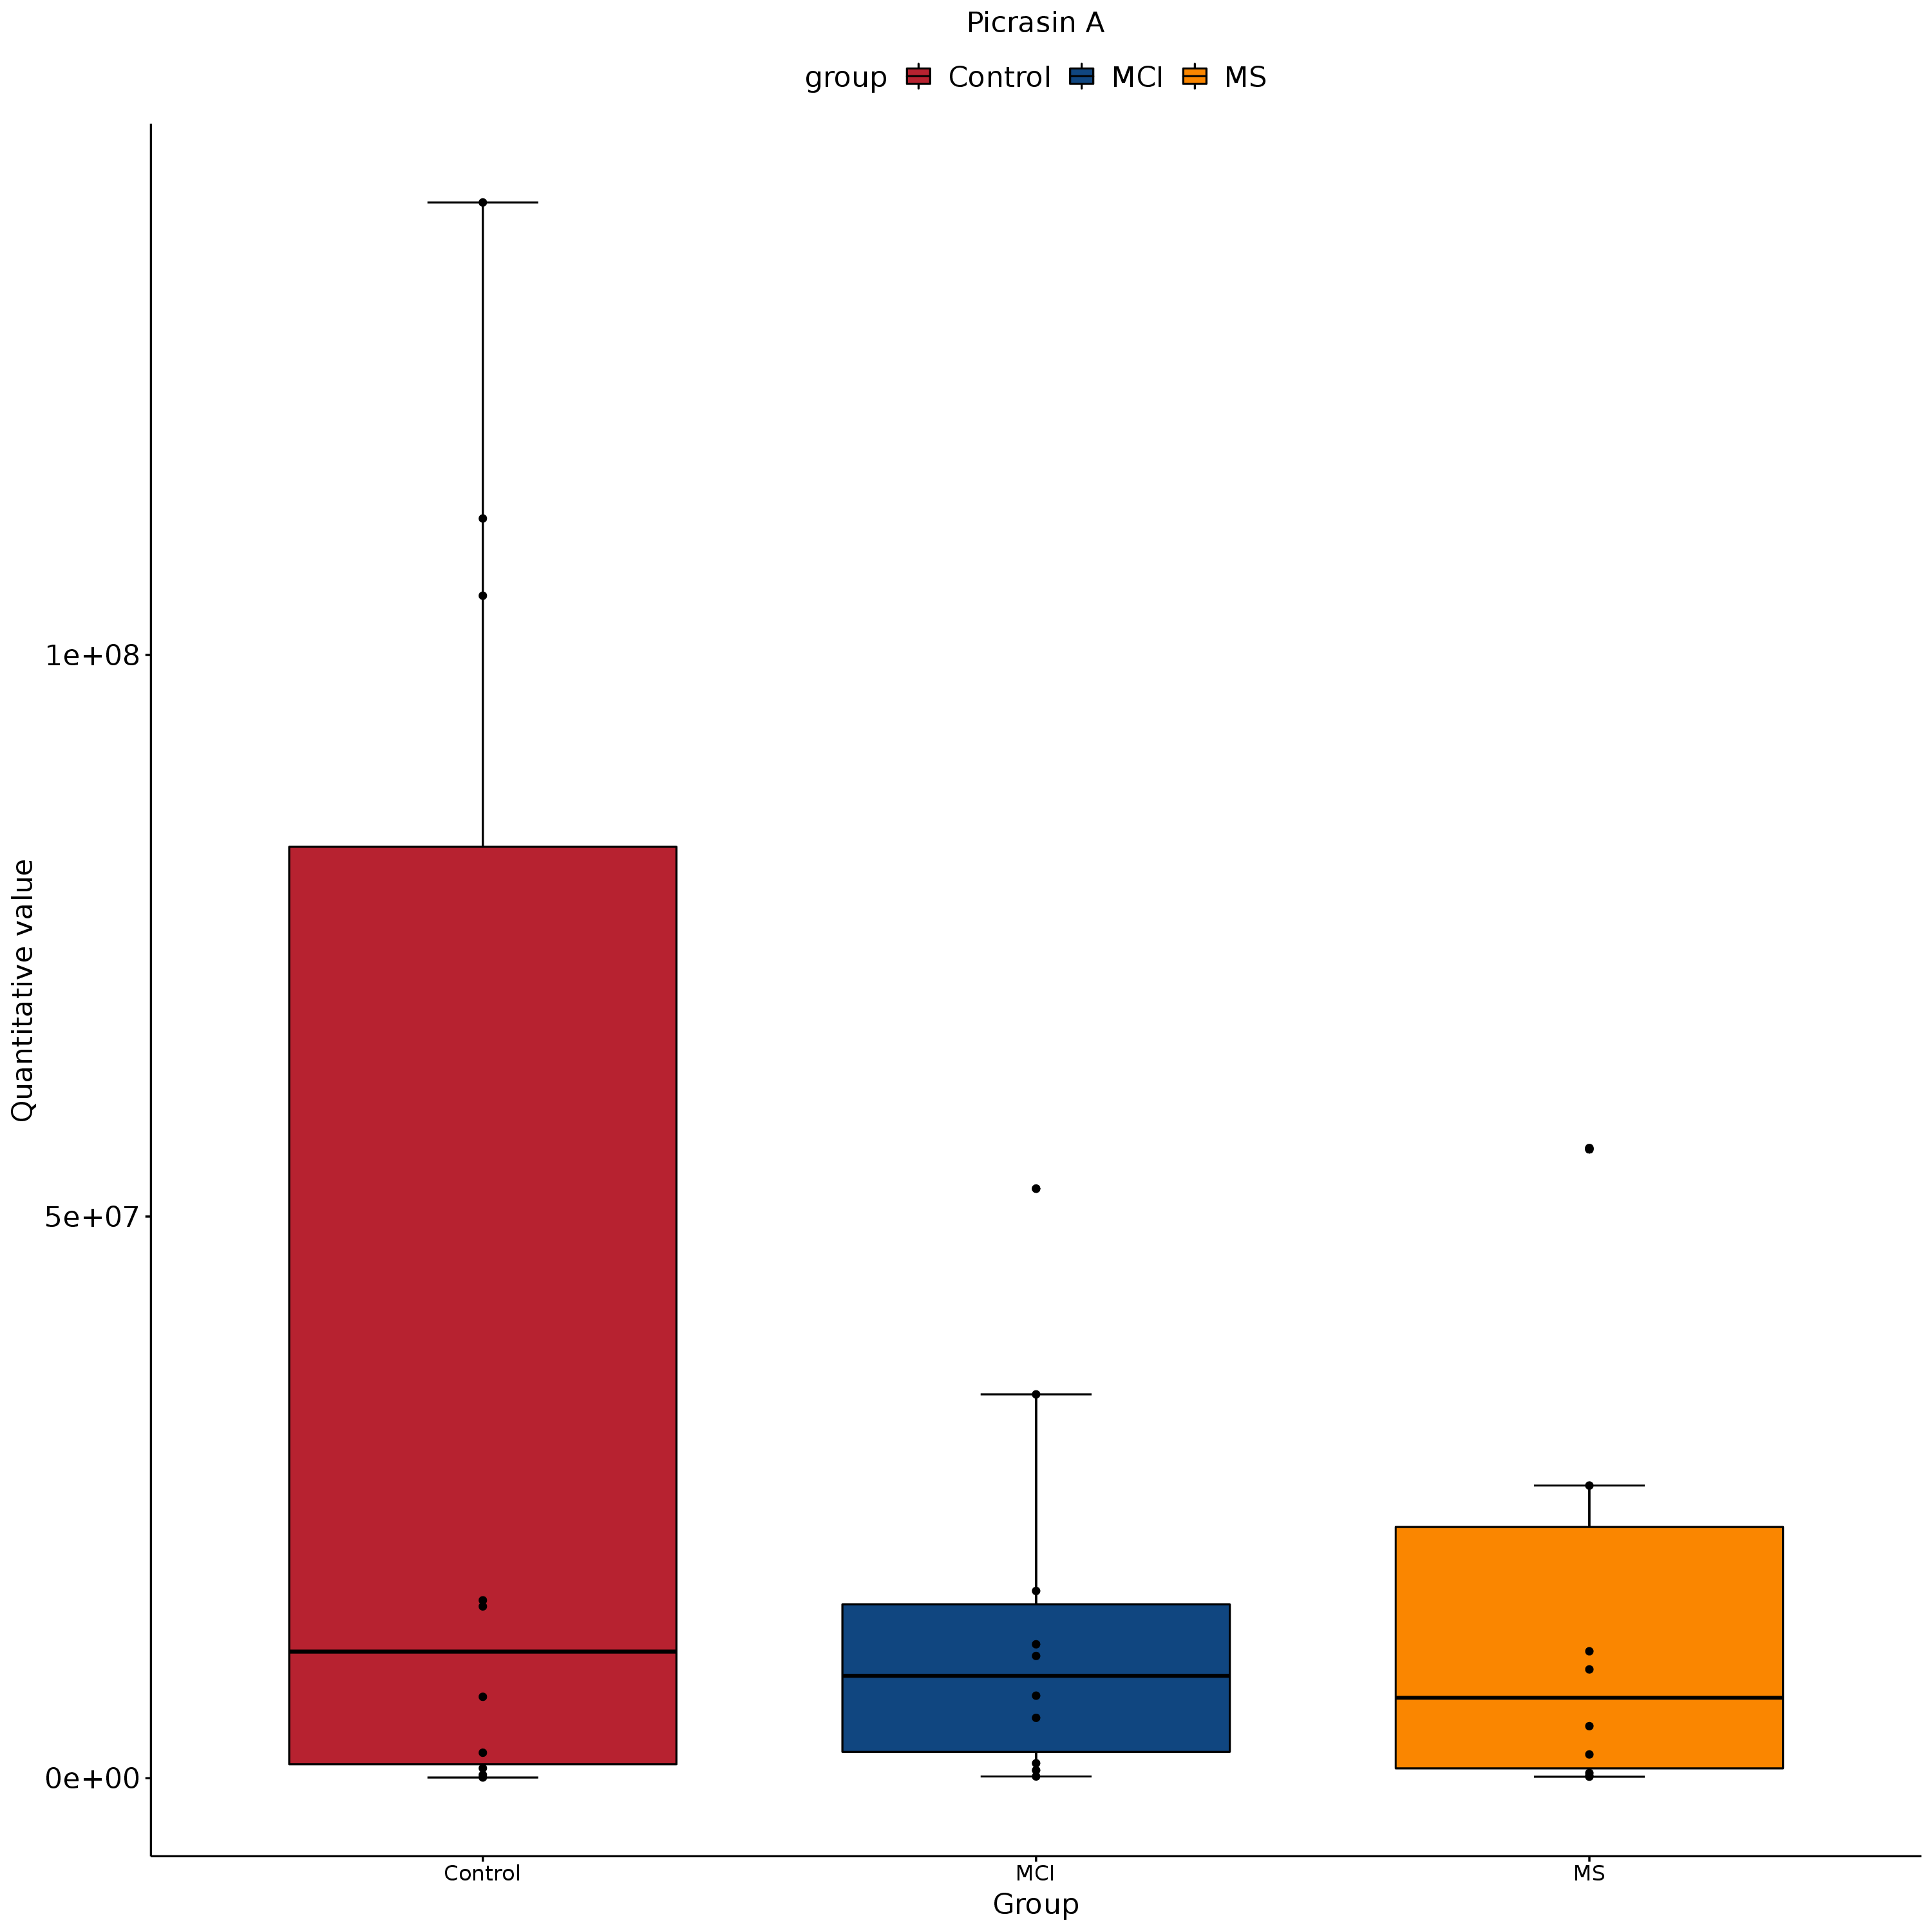 Picrasin A
group Control MCI MS
Quantitative value
1e+08
5e+07
0e+00
Control MCI MS
Group